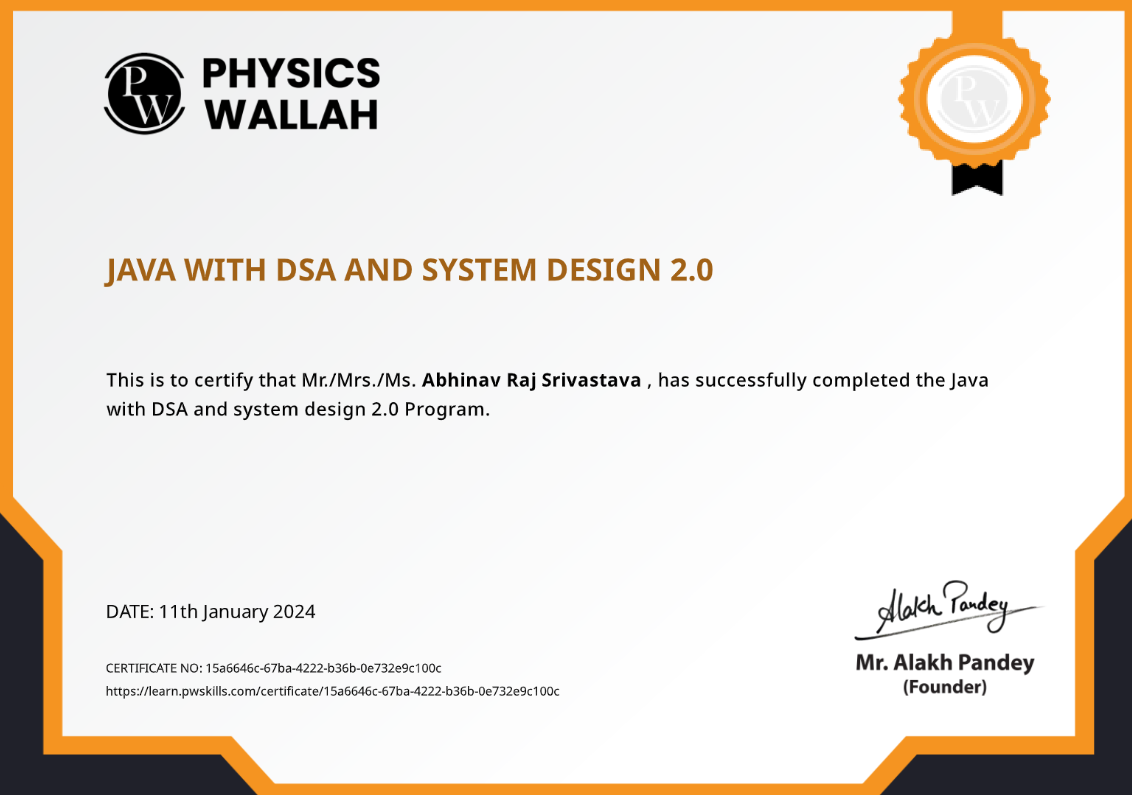 PW PHYSICS
WALLAH
PW
JAVA WITH DSA AND SYSTEM DESIGN 2.0
This is to certify that Mr./Mrs./Ms. Abhinav Raj Srivastava , has successfully completed the Java
with DSA and system design 2.0 Program.
DATE: 11th January 2024
CERTIFICATE NO: 15a6646c-67ba-4222-b36b-0e732e9c100c
https://learn.pwskills.com/certificate/15a6646c-67ba-4222-b36b-0e732e9c100c
Alakh Pandey
Mr. Alakh Pandey
(Founder)